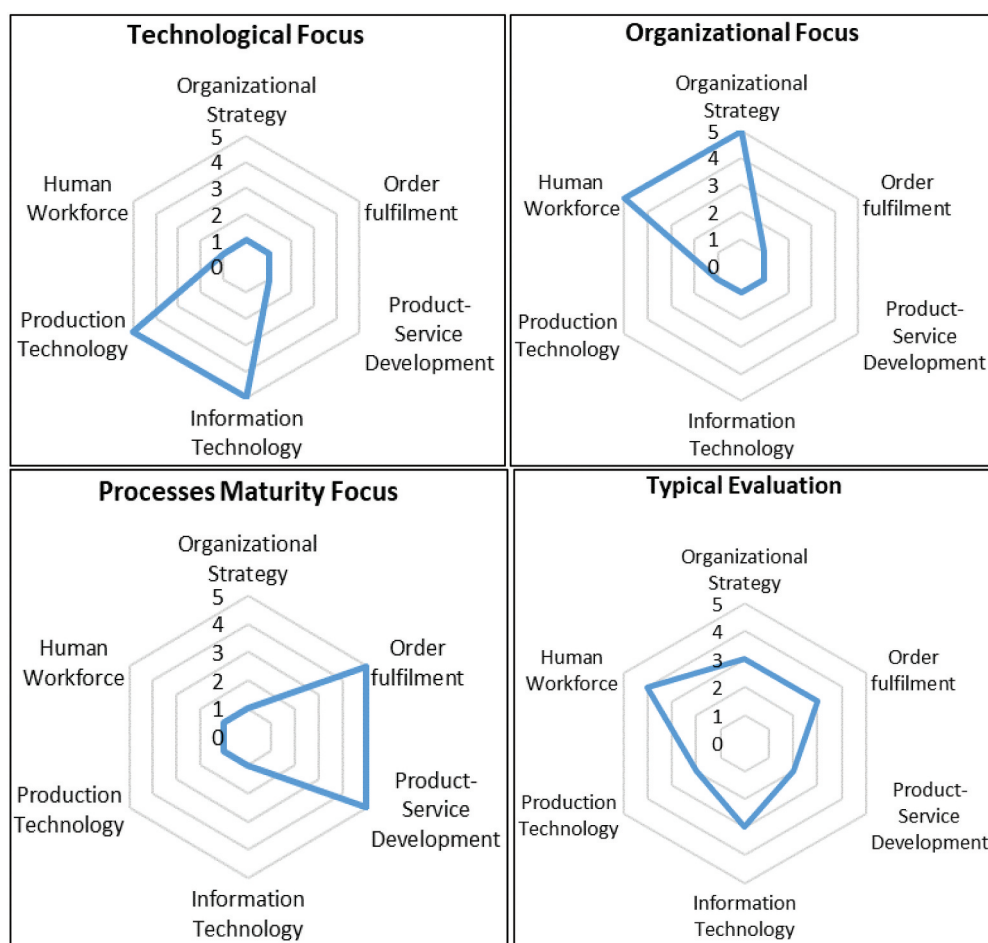 Technological Focus
Organizational
Strategy
5
4
3
2
1
0
Human
Workforce
Order
fulfilment
Production
Technology
Product-
Service
Development
Information
Technology
Organizational Focus
Organizational
Strategy
5
4
3
2
1
0
Human
Workforce
Order
fulfilment
Production
Technology
Product-
Service
Development
Information
Technology
Processes Maturity Focus
Organizational
Strategy
5
4
3
2
1
0
Human
Workforce
Order
fulfilment
Production
Technology
Product-
Service
Development
Information
Technology
Typical Evaluation
Organizational
Strategy
5
4
3
2
1
0
Human
Workforce
Order
fulfilment
Production
Technology
Product-
Service
Development
Information
Technology